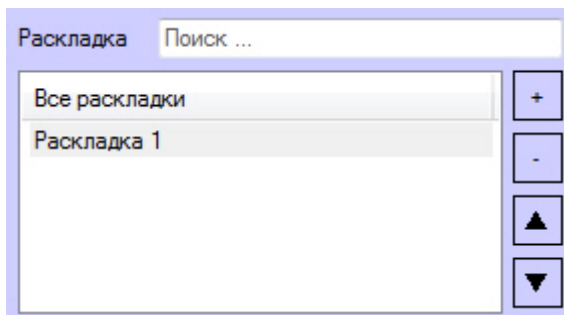 Раскладка Поиск ...
Все раскладки +
Раскладка 1
-
▲
▼